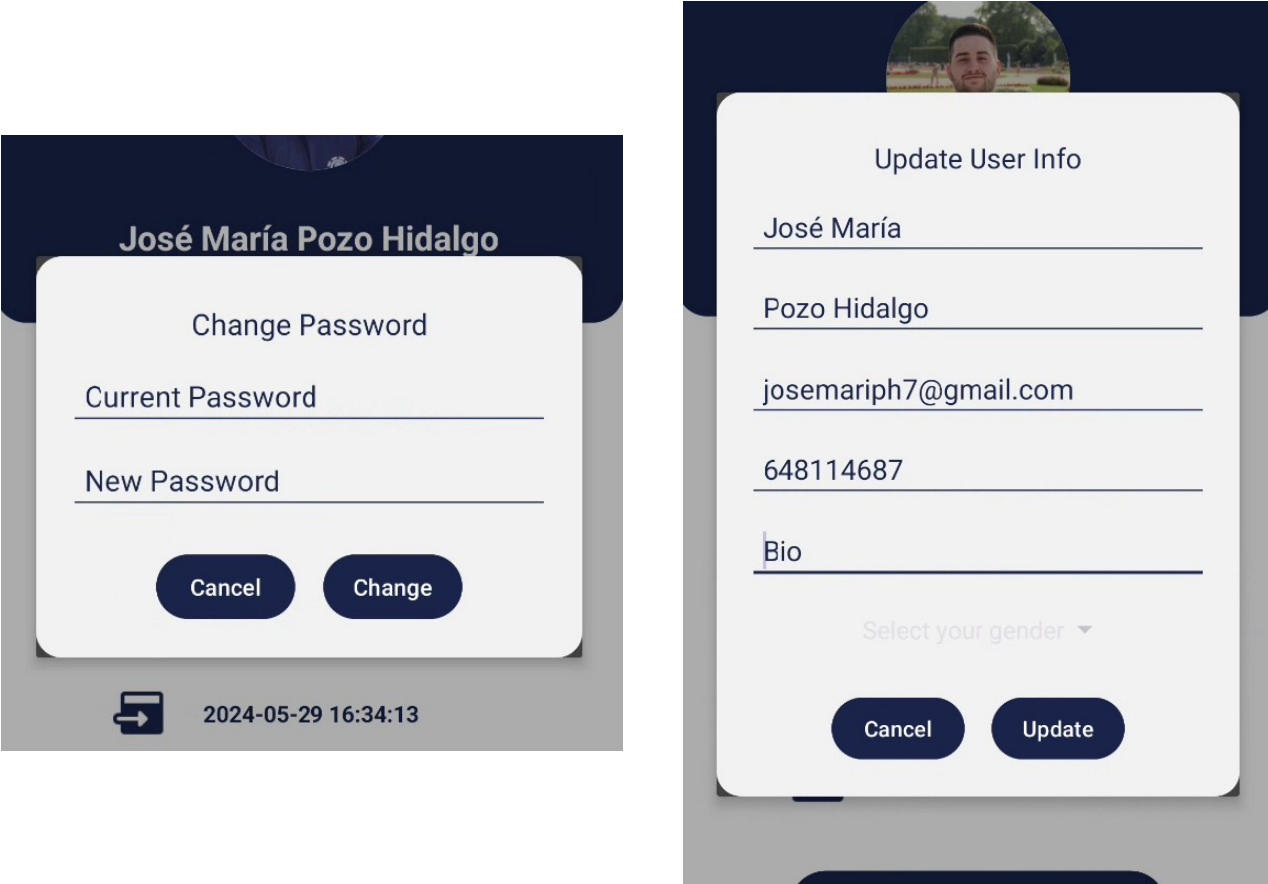 José María Pozo Hidalgo
Change Password
Current Password
New Password
Cancel Change
2024-05-29 16:34:13
Update User Info
José María
Pozo Hidalgo
josemariph7@gmail.com
648114687
Bio
Select your gender
Cancel Update